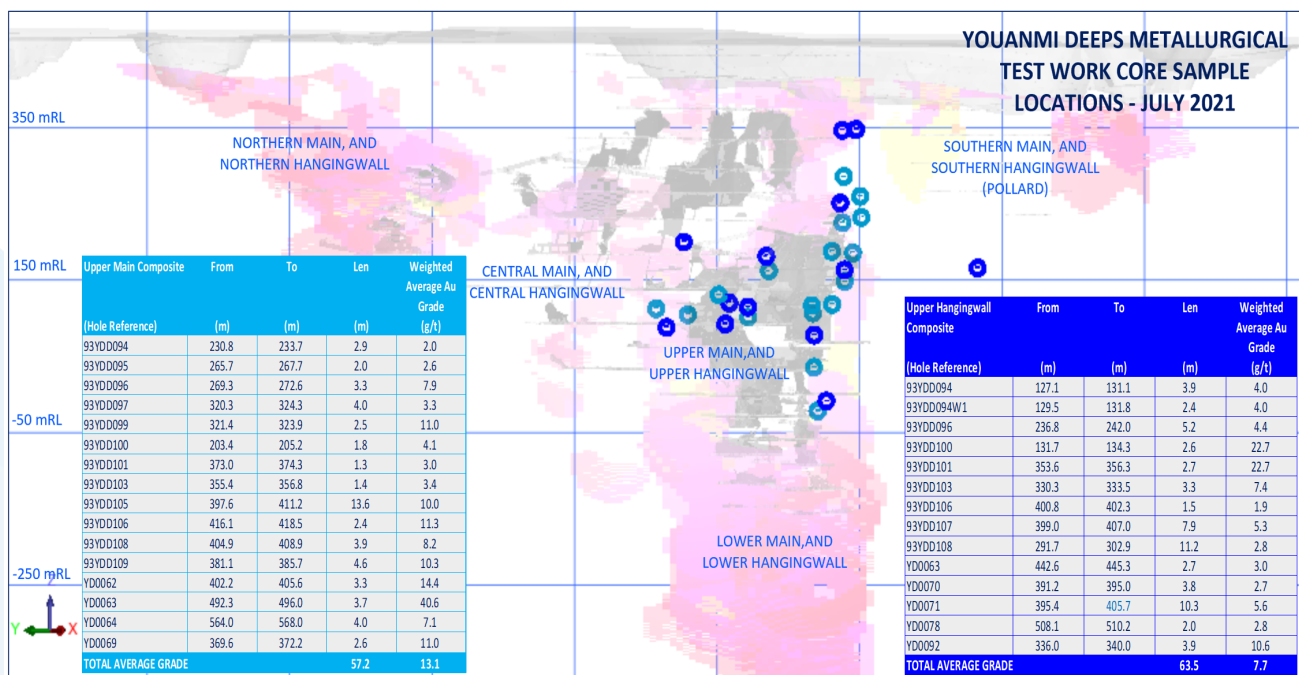 YOUANMI DEEPS METALLURGICAL
TEST WORK CORE SAMPLE
LOCATIONS - JULY 2021
350 mRL
NORTHERN MAIN, AND
NORTHERN HANGINGWALL
SOUTHERN MAIN, AND
SOUTHERN HANGINGWALL
(POLLARD)
150 mRL
CENTRAL MAIN, AND
CENTRAL HANGINGWALL
UPPER MAIN,AND
UPPER HANGINGWALL
-50 mRL
LOWER MAIN,AND
LOWER HANGINGWALL
-250 mRL
Z
Y X
Upper Main Composite From To Len Weighted
Average Au
Grade
(Hole Reference) (m) (m) (m) (g/t)
93YDD094 230.8 233.7 2.9 2.0
93YDD095 265.7 267.7 2.0 2.6
93YDD096 269.3 272.6 3.3 7.9
93YDD097 320.3 324.3 4.0 3.3
93YDD099 321.4 323.9 2.5 11.0
93YDD100 203.4 205.2 1.8 4.1
93YDD101 373.0 374.3 1.3 3.0
93YDD103 355.4 356.8 1.4 3.4
93YDD105 397.6 411.2 13.6 10.0
93YDD106 416.1 418.5 2.4 11.3
93YDD108 404.9 408.9 3.9 8.2
93YDD109 381.1 385.7 4.6 10.3
YD0062 402.2 405.6 3.3 14.4
YD0063 492.3 496.0 3.7 40.6
YD0064 564.0 568.0 4.0 7.1
YD0069 369.6 372.2 2.6 11.0
TOTAL AVERAGE GRADE 57.2 13.1
Upper Hangingwall From To Len Weighted
Composite Average Au
Grade
(Hole Reference) (m) (m) (m) (g/t)
93YDD094 127.1 131.1 3.9 4.0
93YDD094W1 129.5 131.8 2.4 4.0
93YDD096 236.8 242.0 5.2 4.4
93YDD100 131.7 134.3 2.6 22.7
93YDD101 353.6 356.3 2.7 22.7
93YDD103 330.3 333.5 3.3 7.4
93YDD106 400.8 402.3 1.5 1.9
93YDD107 399.0 407.0 7.9 5.3
93YDD108 291.7 302.9 11.2 2.8
YD0063 442.6 445.3 2.7 3.0
YD0070 391.2 395.0 3.8 2.7
YD0071 395.4 405.7 10.3 5.6
YD0078 508.1 510.2 2.0 2.8
YD0092 336.0 340.0 3.9 10.6
TOTAL AVERAGE GRADE 63.5 7.7